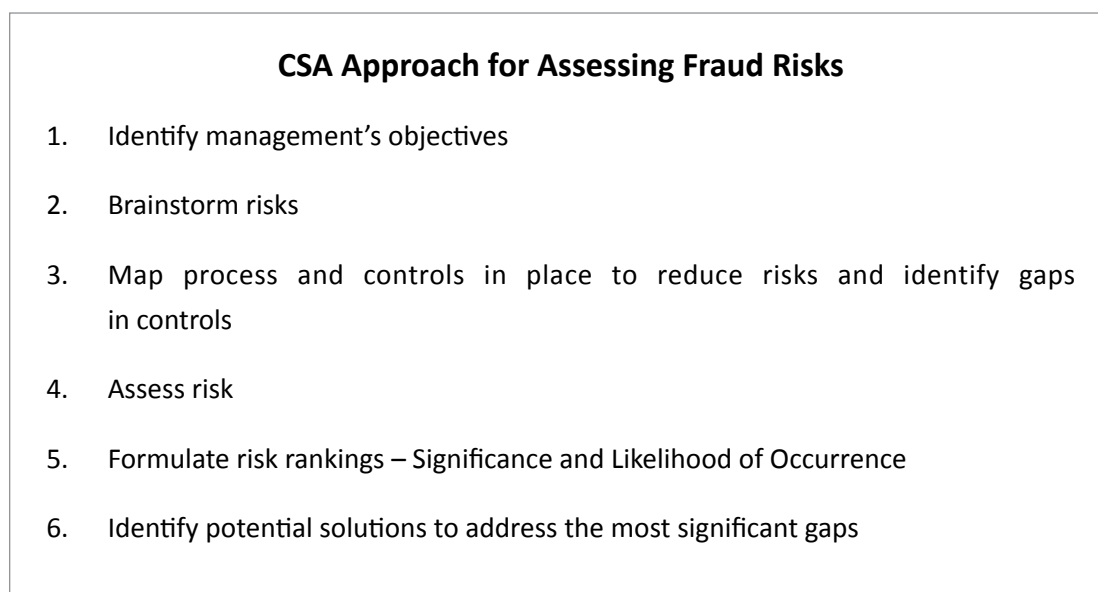 CSA Approach for Assessing Fraud Risks
1. Identify management’s objectives
2. Brainstorm risks
3. Map process and controls in place to reduce risks and identify gaps
in controls
4. Assess risk
5. Formulate risk rankings – Significance and Likelihood of Occurrence
6. Identify potential solutions to address the most significant gaps